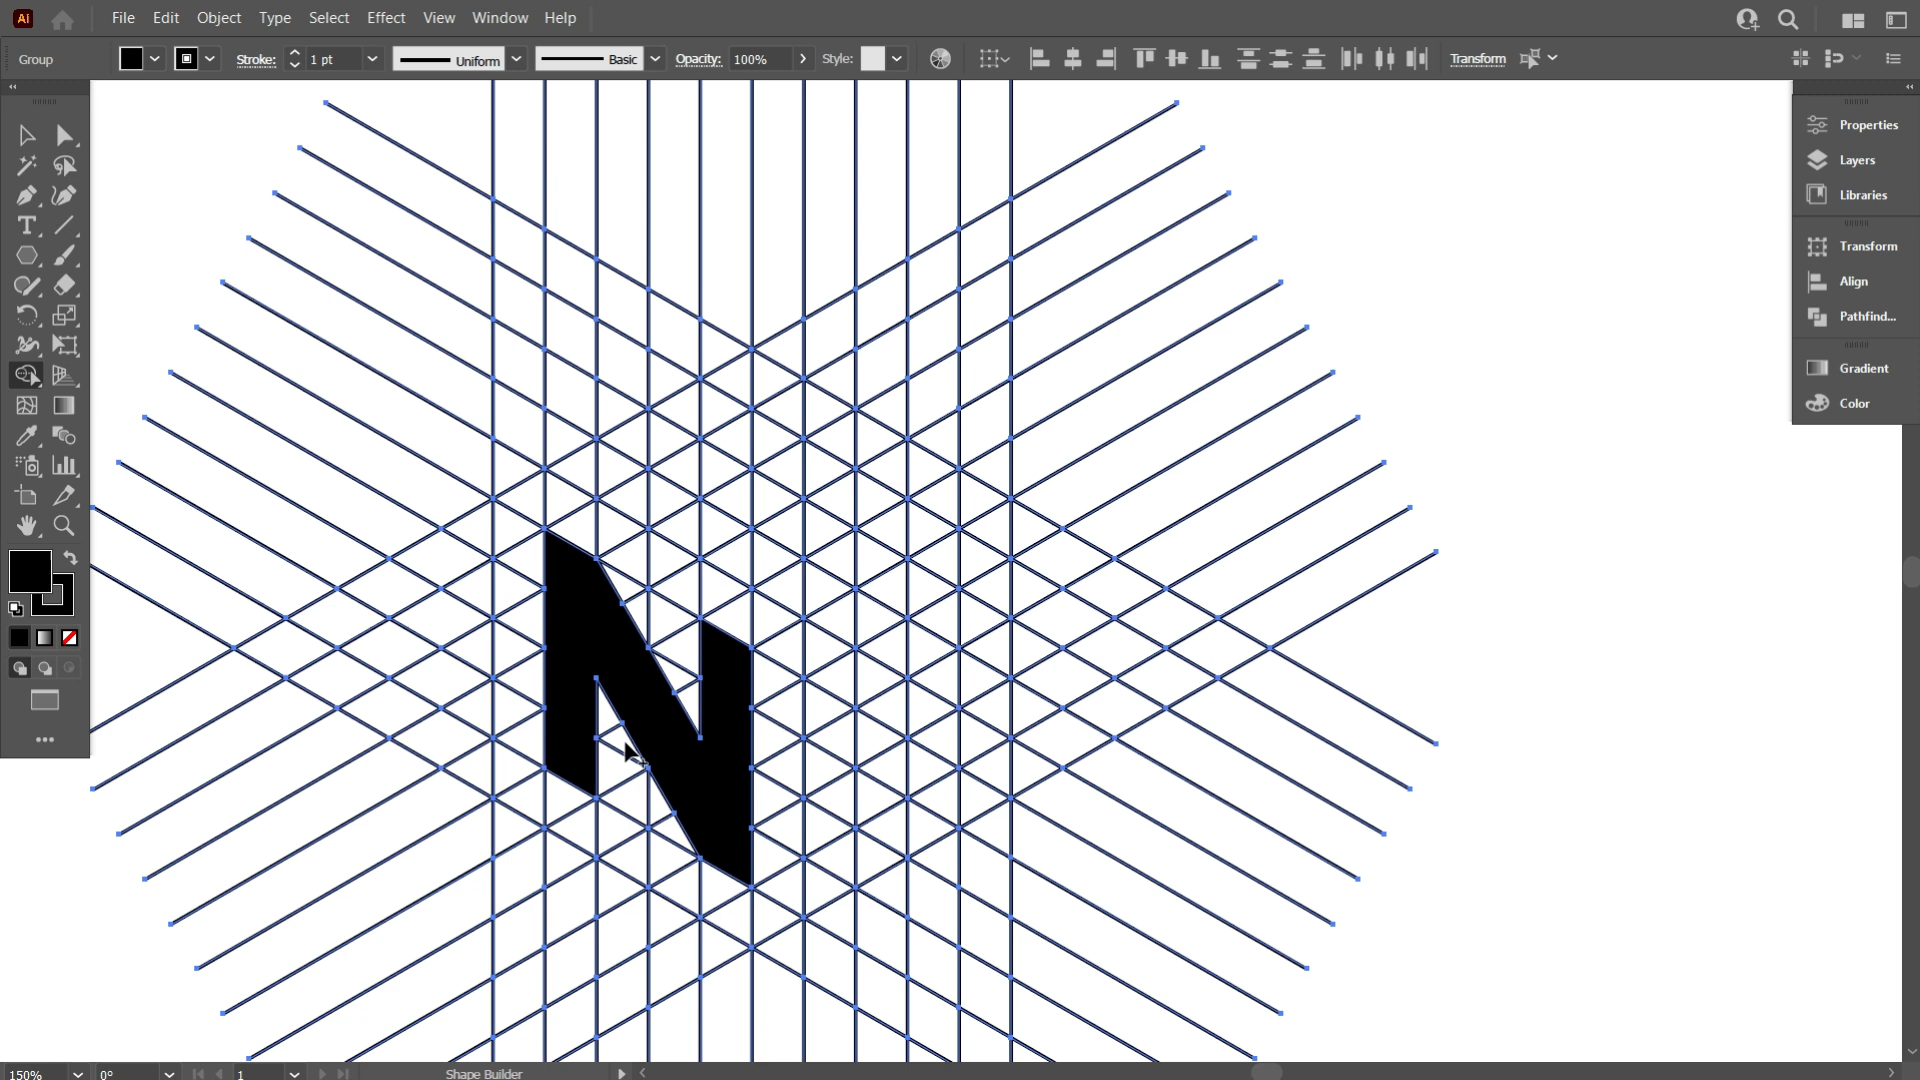 Ai File Edit Object Type Select Effect View Window Help
Group Stroke: 1 pt Uniform Basic Opacity: 100% Style: Transform
Properties
Layers
Libraries
Transform
Align
Pathfind...
Gradient
Color
N
150% 0° 1 Shape Builder